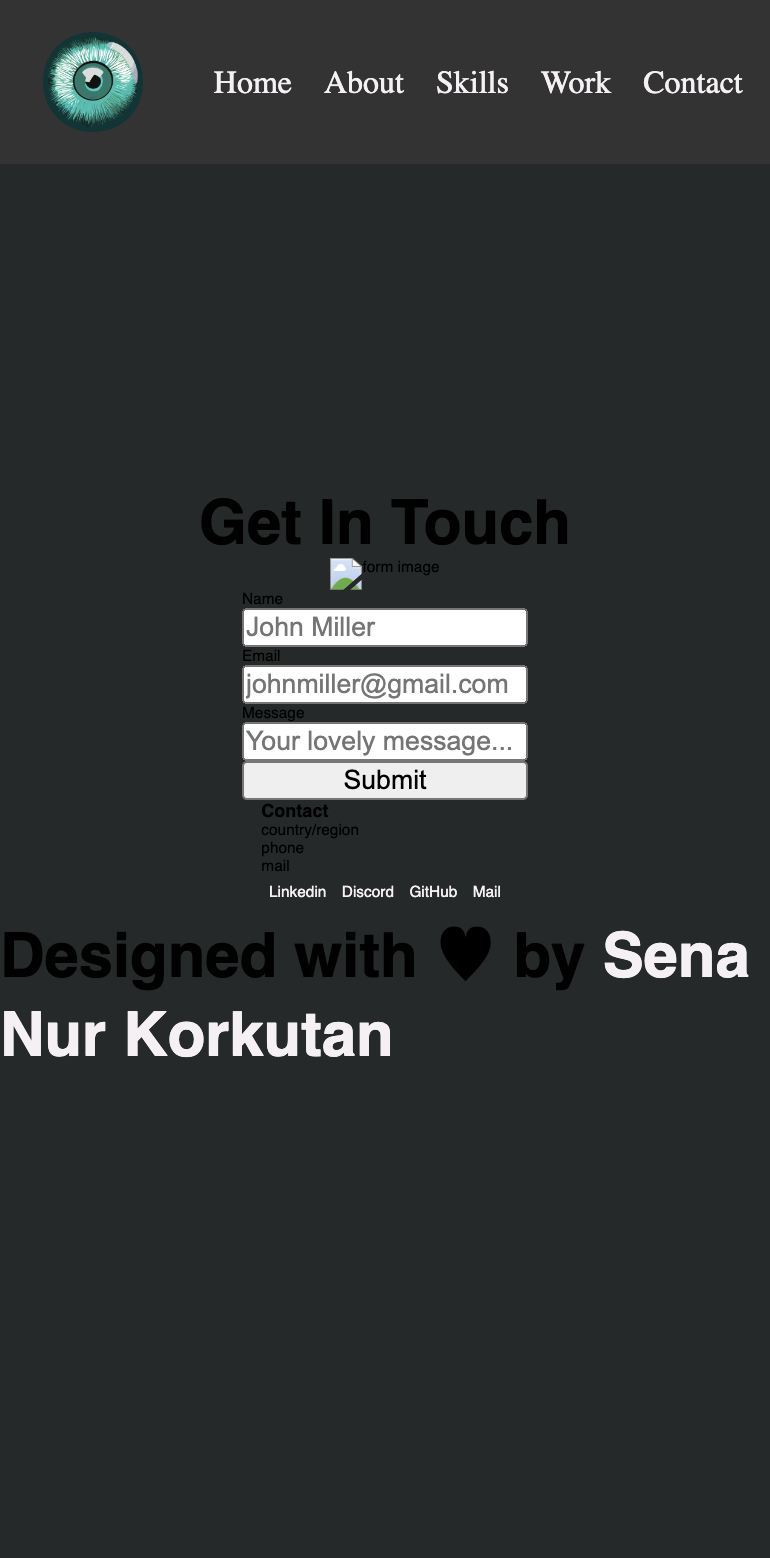 Home About Skills Work Contact
Get In Touch
form image
Name
John Miller
Email
johnmiller@gmail.com
Message
Your lovely message...
Submit
Contact
country/region
phone
mail
Linkedin Discord GitHub Mail
Designed with ♥ by Sena
Nur Korkutan